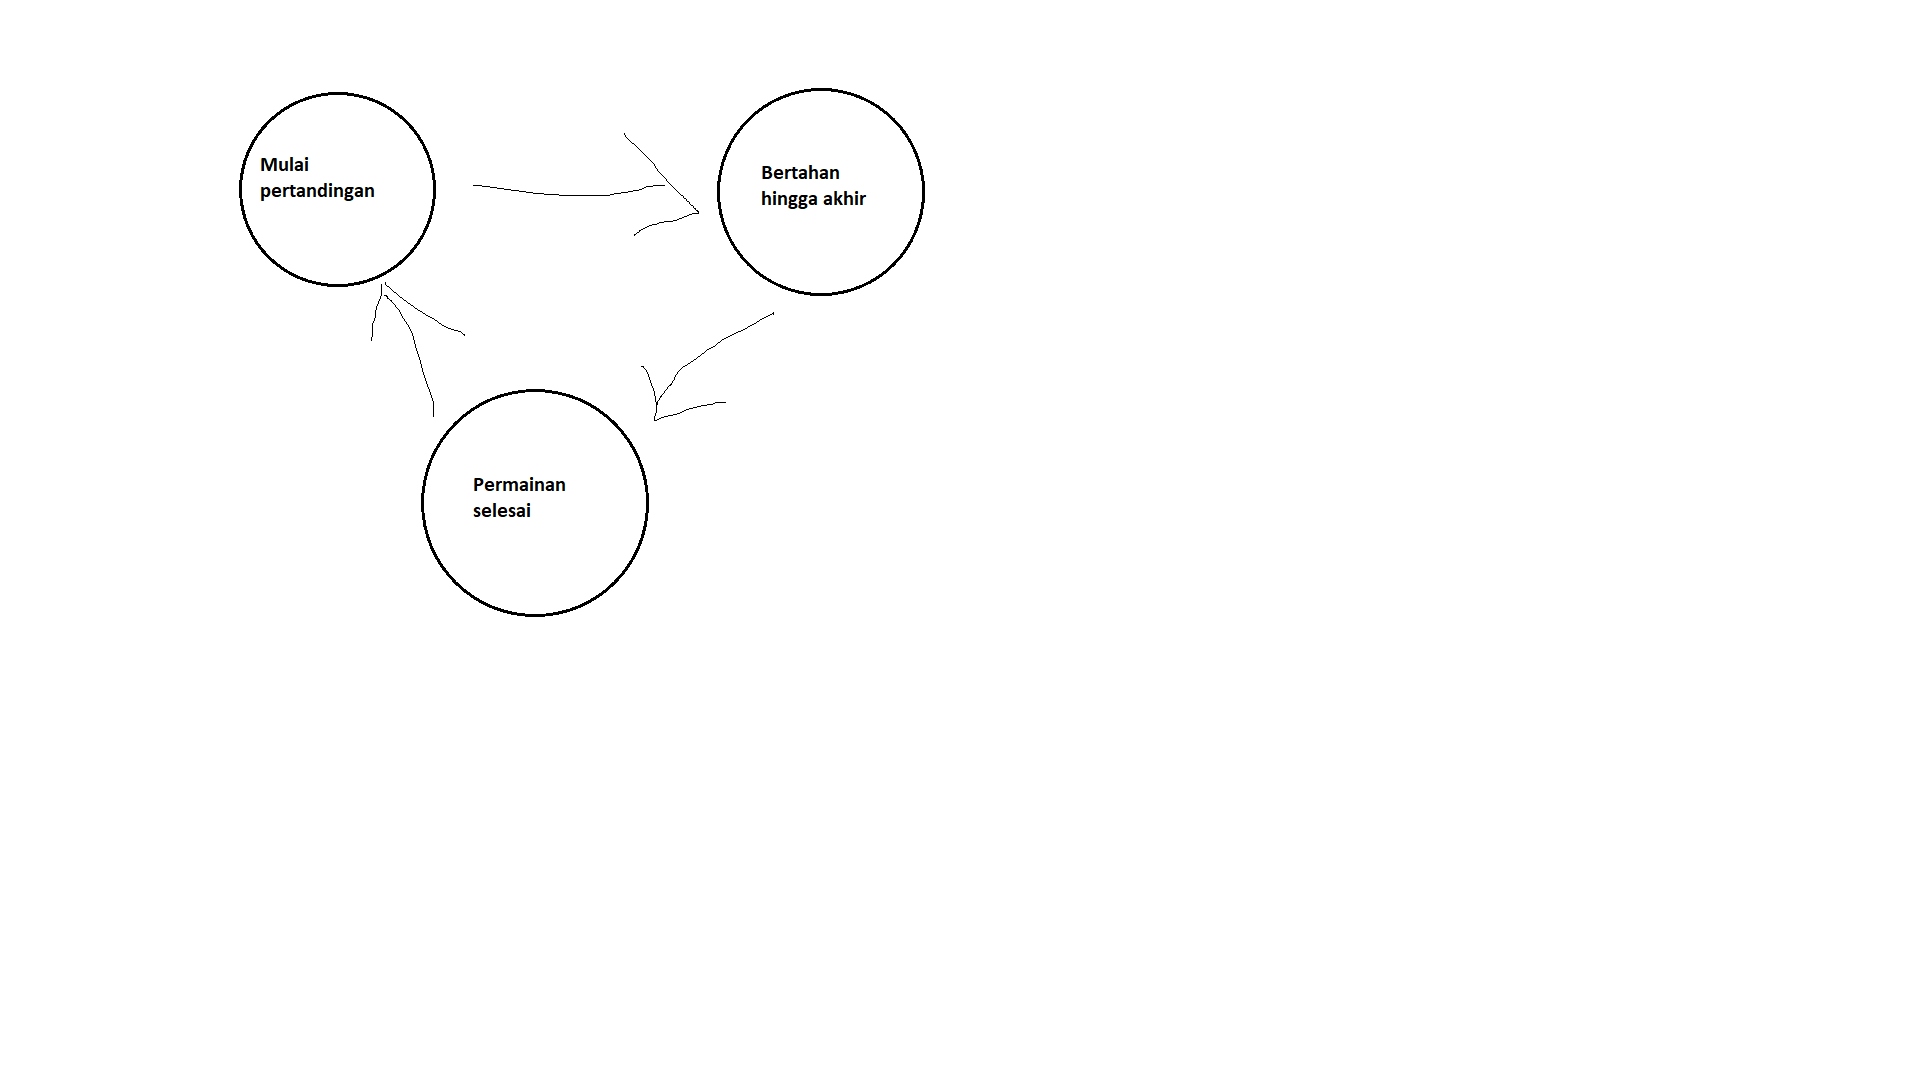 Mulai
pertandingan
Bertahan
hingga akhir
Permainan
selesai